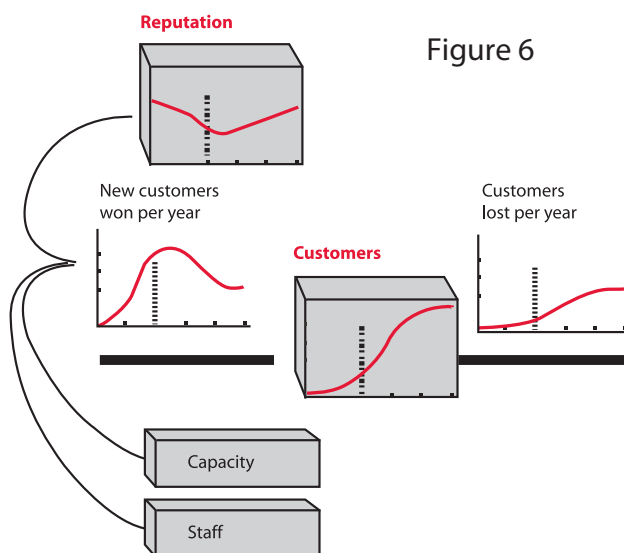 Reputation
Figure 6
New customers
won per year
Customers
lost per year
Customers
Capacity
Staff